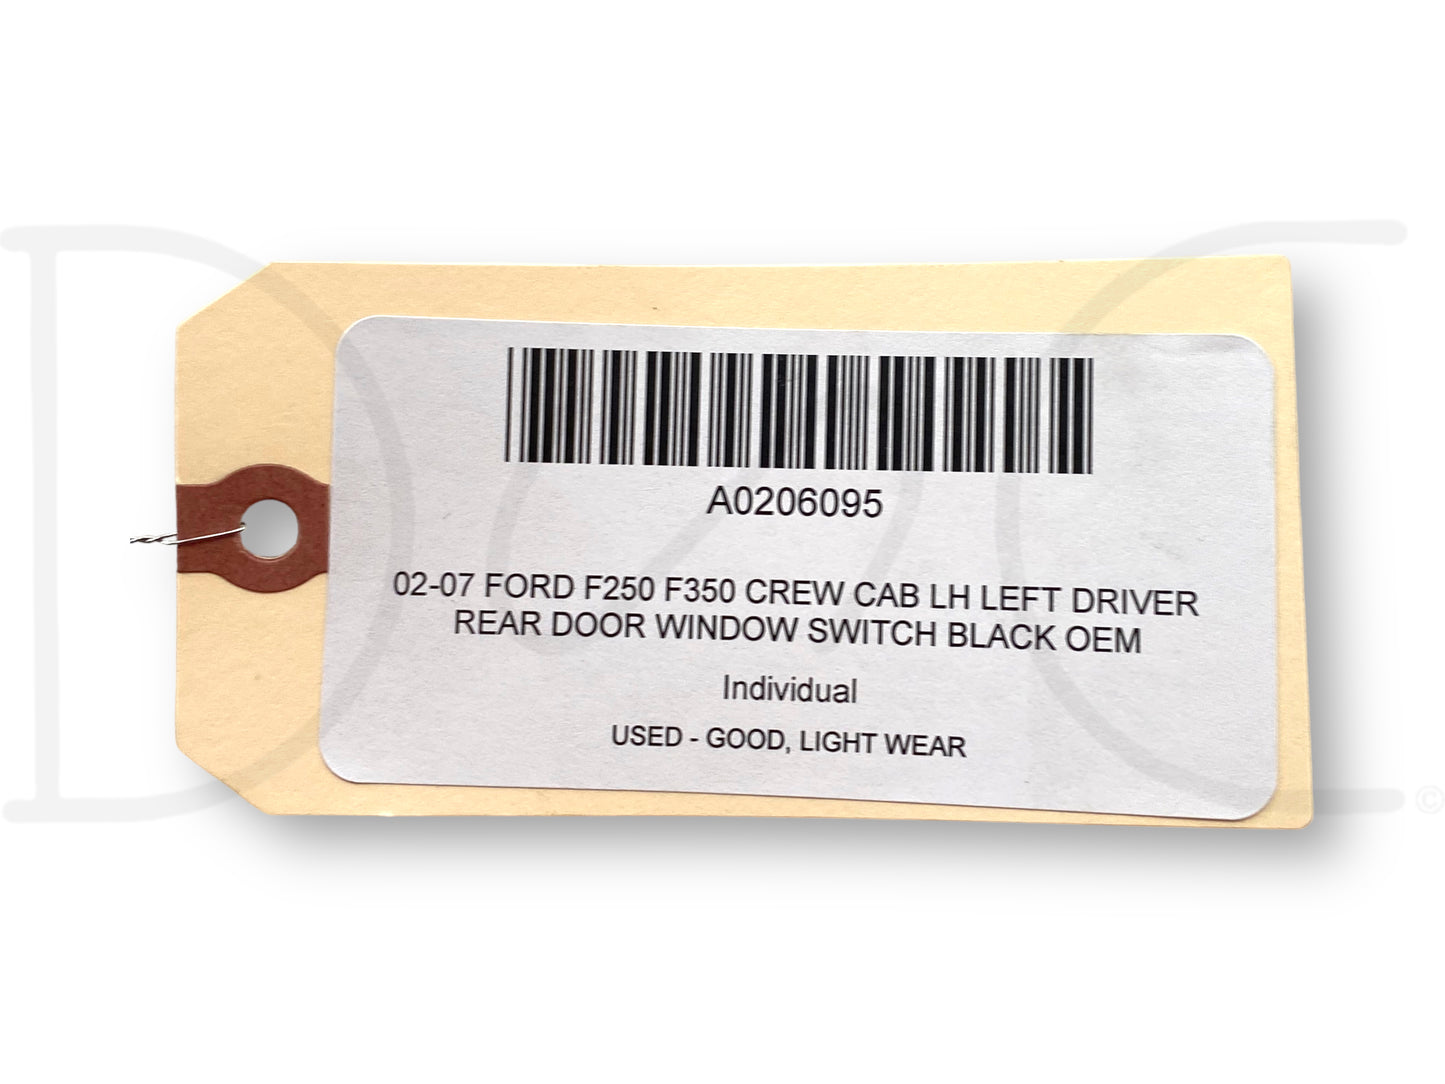 A0206095
02-07 FORD F250 F350 CREW CAB LH LEFT DRIVER
REAR DOOR WINDOW SWITCH BLACK OEM
Individual
USED - GOOD, LIGHT WEAR